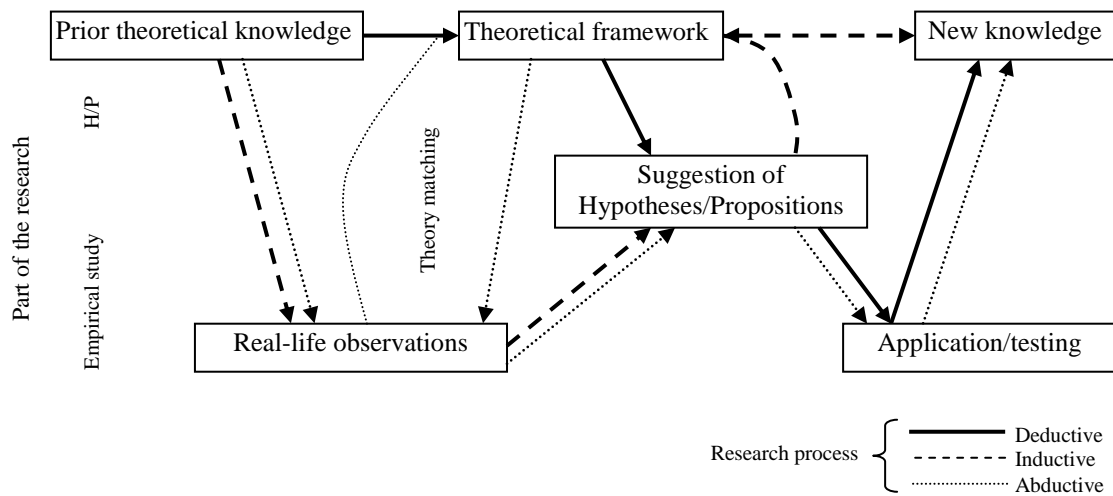 Prior theoretical knowledge
Theoretical framework
New knowledge
H/P
Part of the research
Theory matching
Suggestion of
Hypotheses/Propositions
Empirical study
Real-life observations
Application/testing
Research process
Deductive
Inductive
Abductive